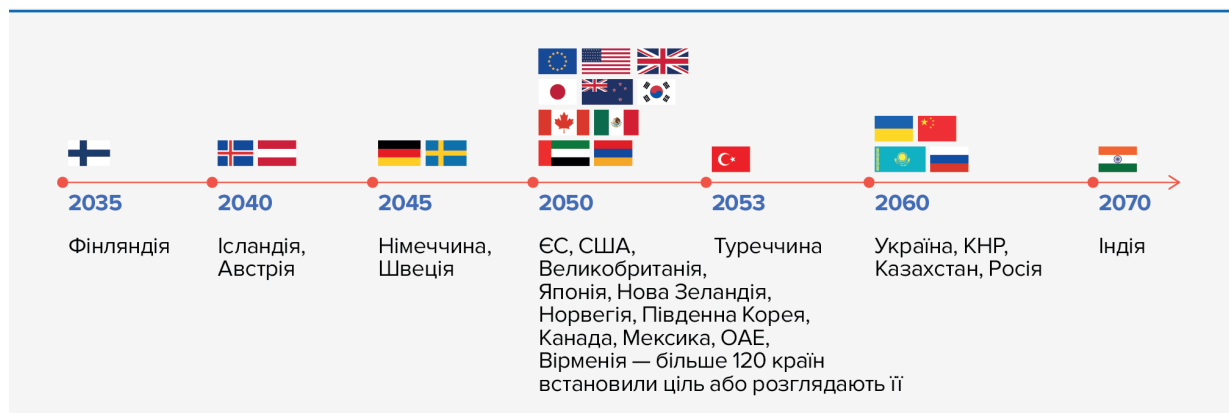 2035
Фінляндія
2040
Ісландія,
Австрія
2045
Німеччина,
Швеція
2050
ЄС, США,
Великобританія,
Японія, Нова Зеландія,
Норвегія, Південна Корея,
Канада, Мексика, ОАЕ,
Вірменія — більше 120 країн
встановили ціль або розглядають її
2053
Туреччина
2060
Україна, КНР,
Казахстан, Росія
2070
Індія